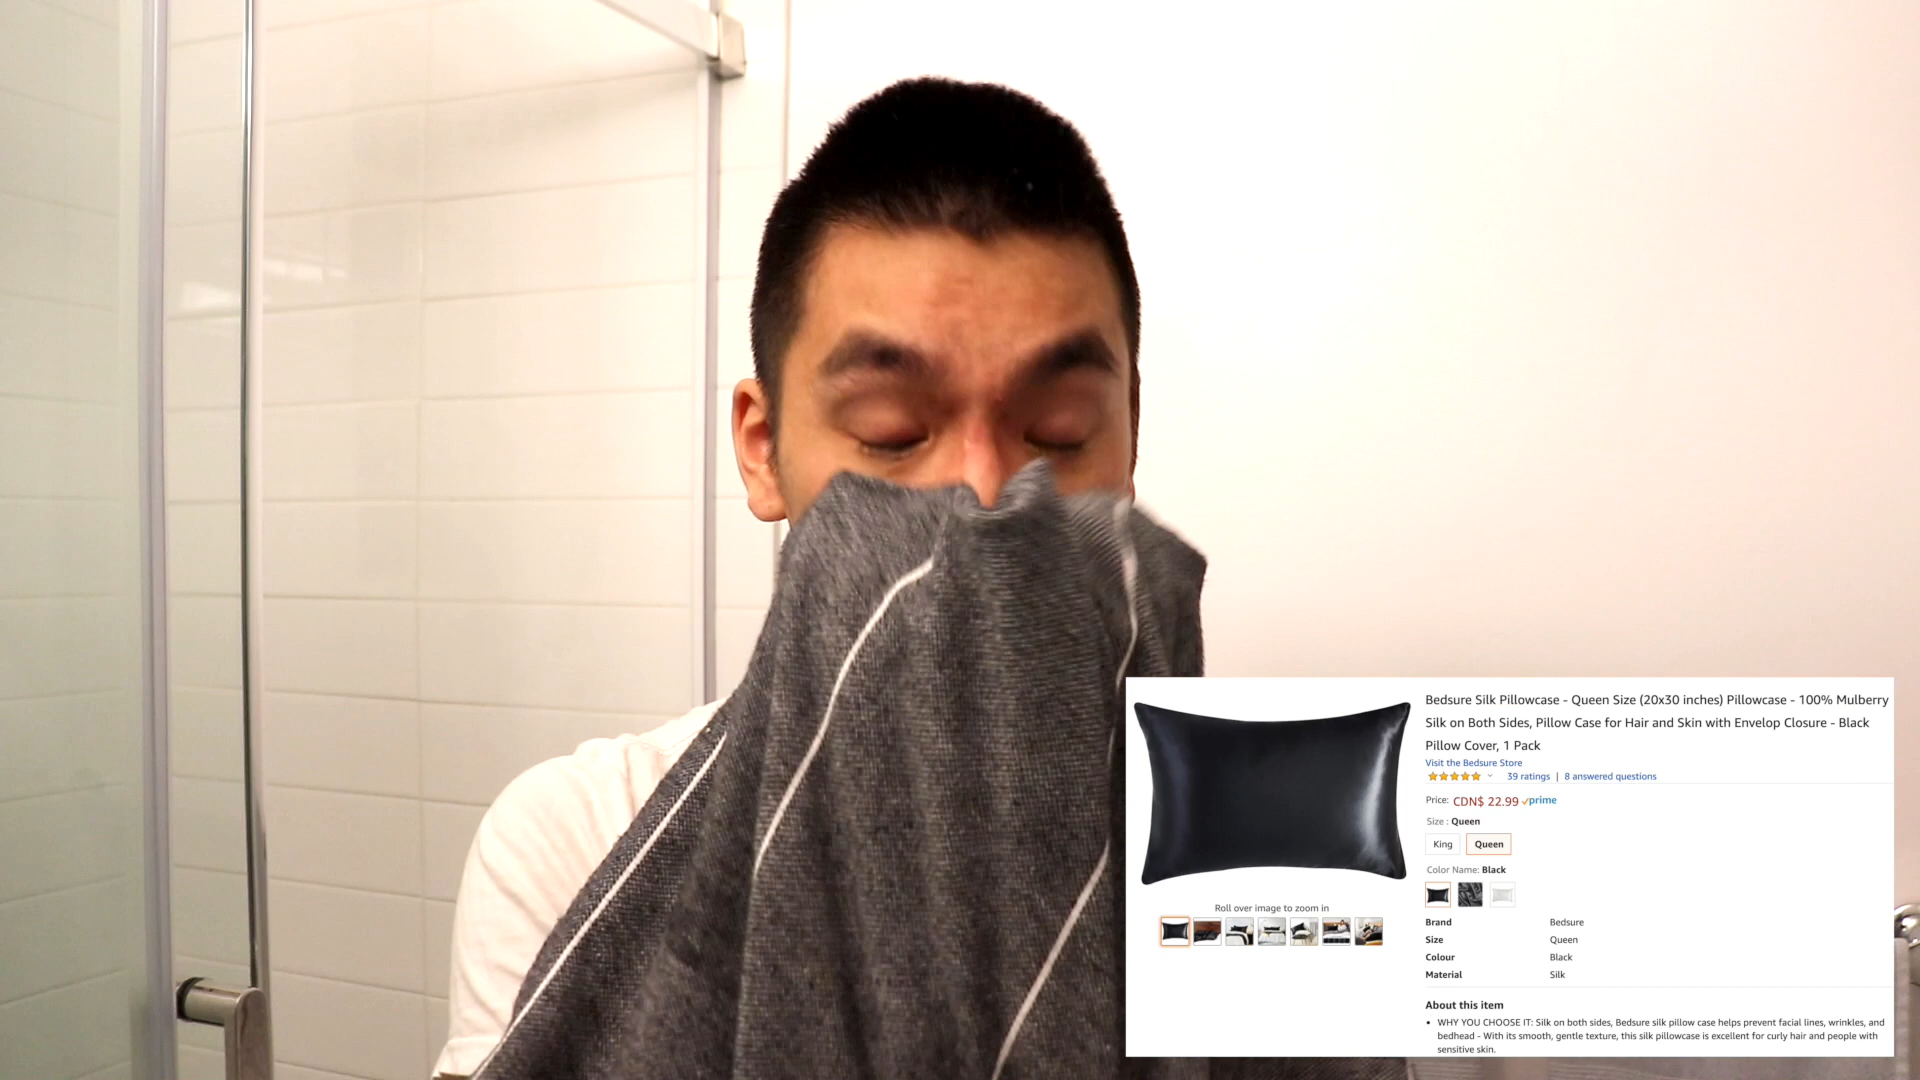 Bedsure Silk Pillowcase - Queen Size (20x30 inches) Pillowcase - 100% Mulberry
Silk on Both Sides, Pillow Case for Hair and Skin with Envelop Closure - Black
Pillow Cover, 1 Pack
Visit the Bedsure Store
39 ratings | 8 answered questions
Price: CDN$ 22.99 prime
Size : Queen
King Queen
Color Name: Black
Roll over image to zoom in
Brand Bedsure
Size Queen
Colour Black
Material Silk
About this item
• WHY YOU CHOOSE IT: Silk on both sides, Bedsure silk pillow case helps prevent facial lines, wrinkles, and
bedhead - With its smooth, gentle texture, this silk pillowcase is excellent for curly hair and people with
sensitive skin.